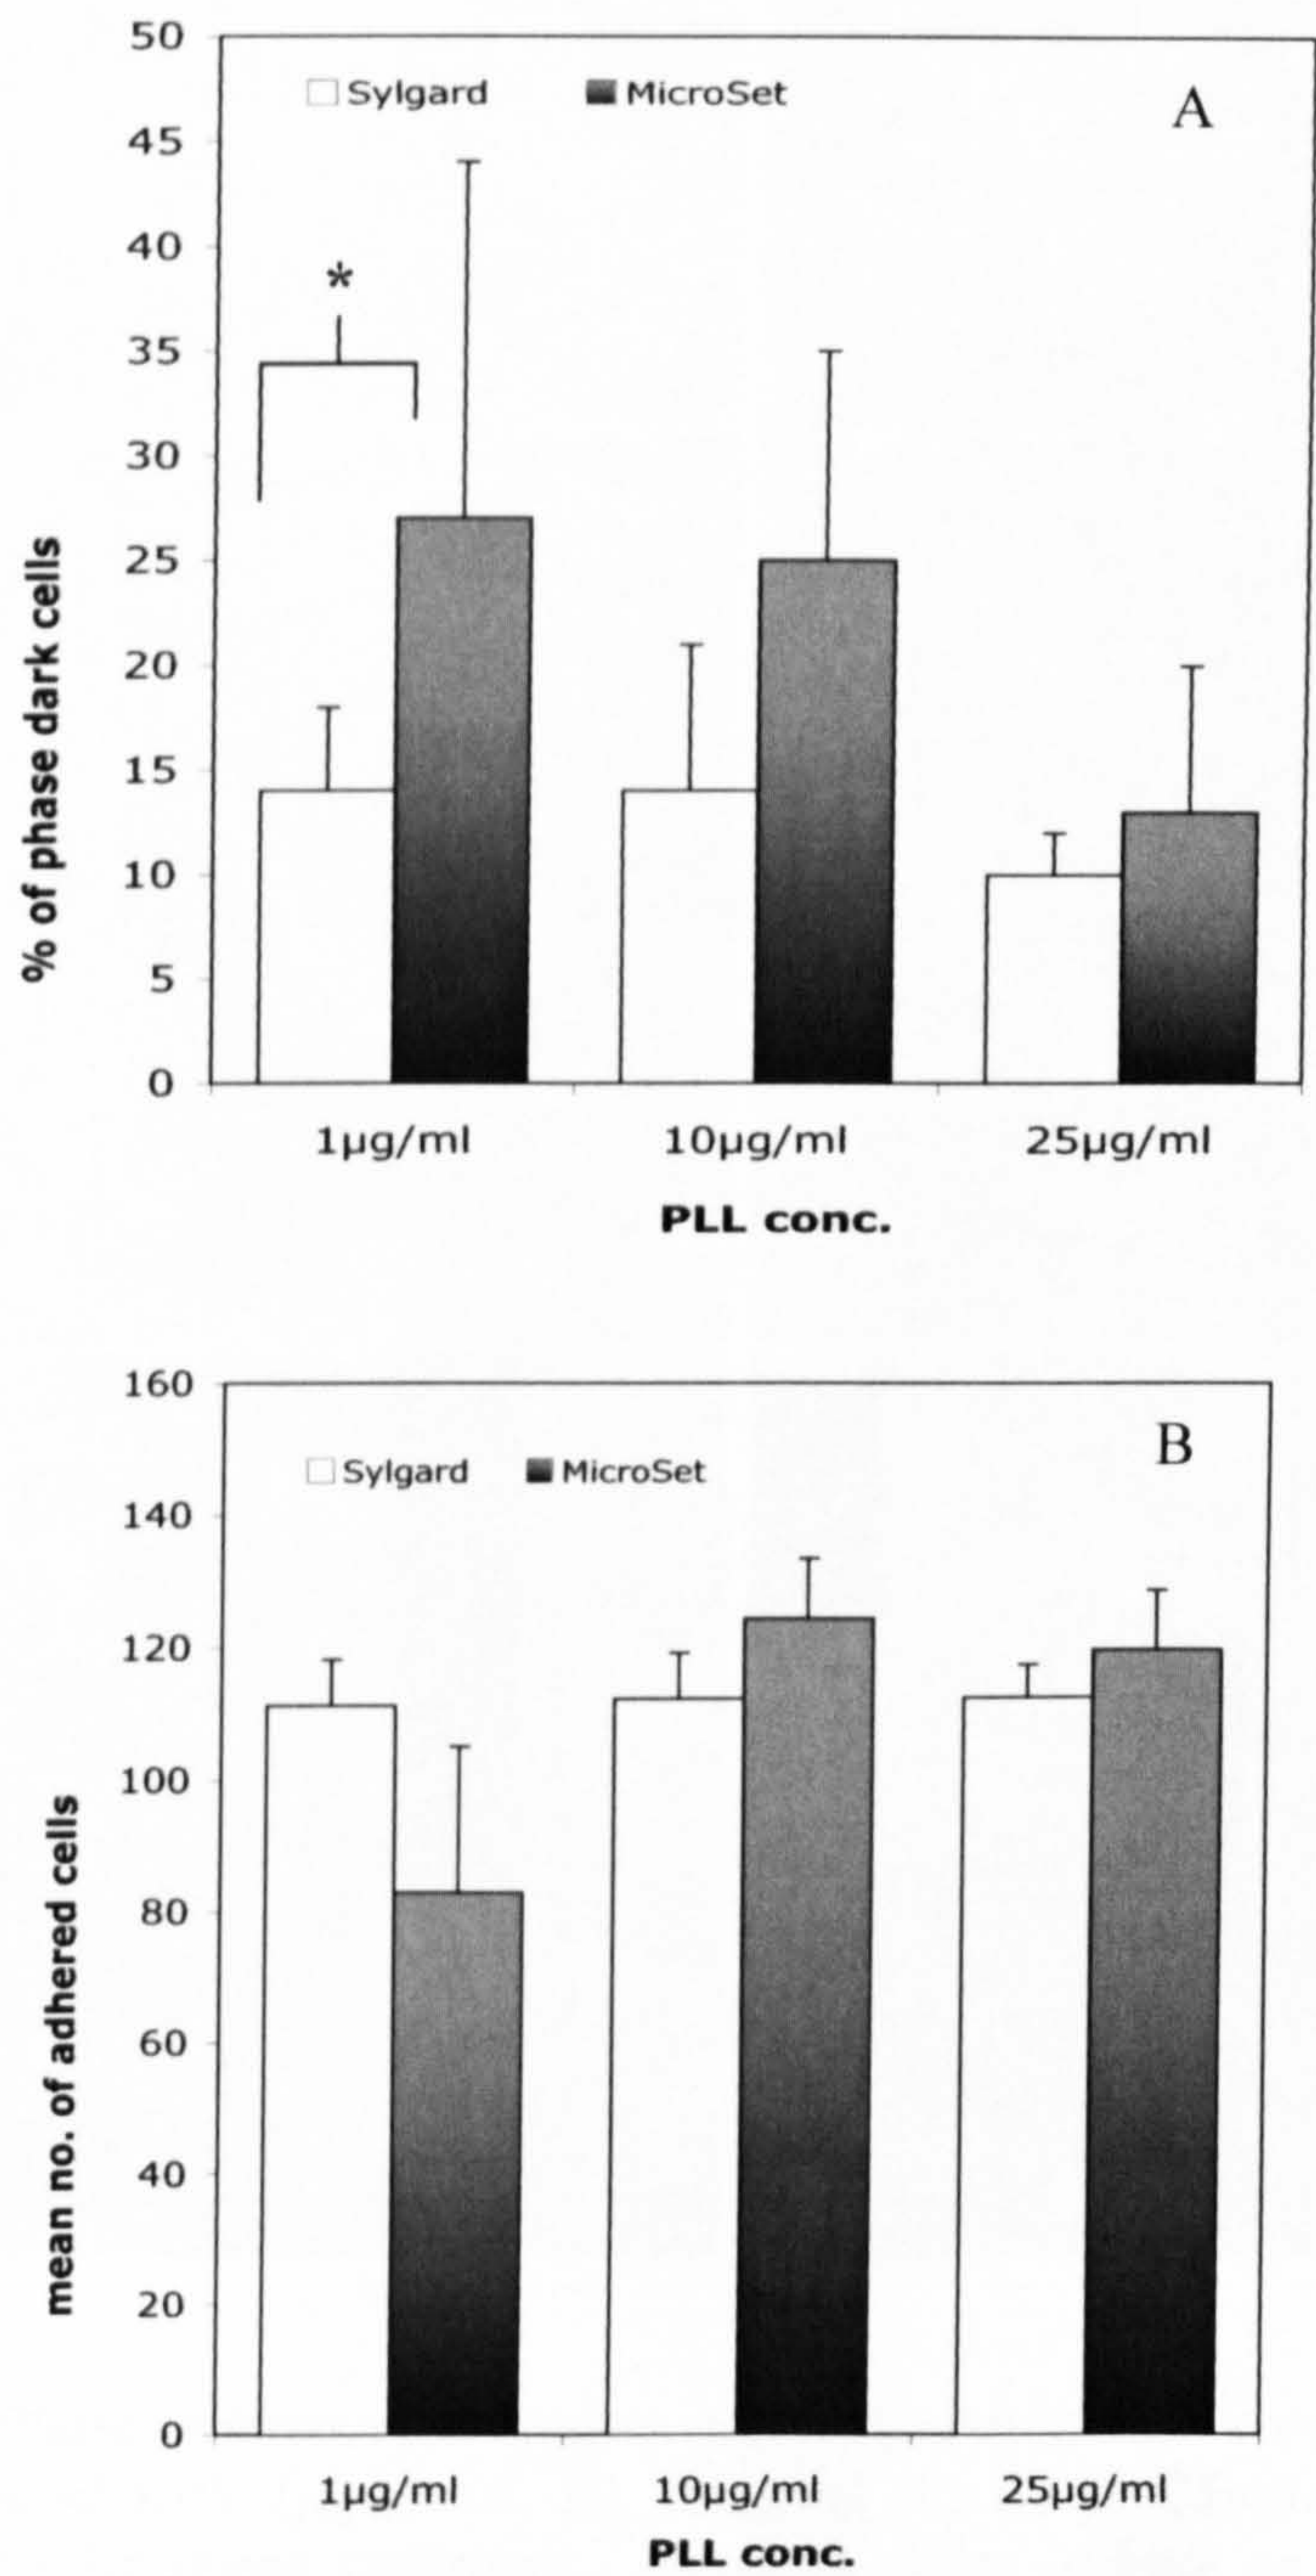 50
Sylgard MicroSet
A
45
40
*
35
30
25
20
15
10
5
0
% of phase dark cells
1µg/ml 10µg/ml 25µg/ml
PLL conc.
160
B
Sylgard MicroSet
140
120
100
80
60
40
20
0
mean no. of adhered cells
1µg/ml 10µg/ml 25µg/ml
PLL conc.